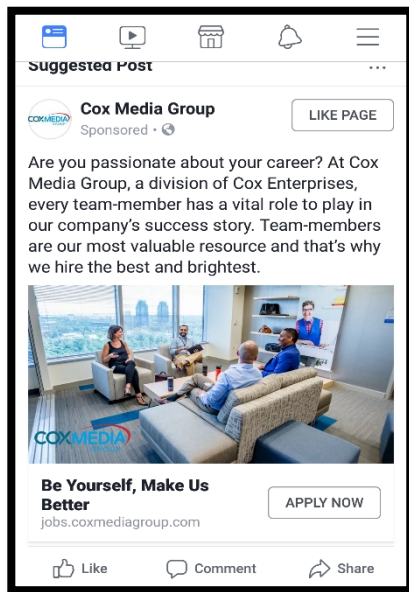 Suggested Post
Cox Media Group
Sponsored •
LIKE PAGE
Are you passionate about your career? At Cox
Media Group, a division of Cox Enterprises,
every team-member has a vital role to play in
our company's success story. Team-members
are our most valuable resource and that's why
we hire the best and brightest.
COXMEDIA
GROUP
Be Yourself, Make Us
Better
jobs.coxmediagroup.com
APPLY NOW
Like
Comment
Share